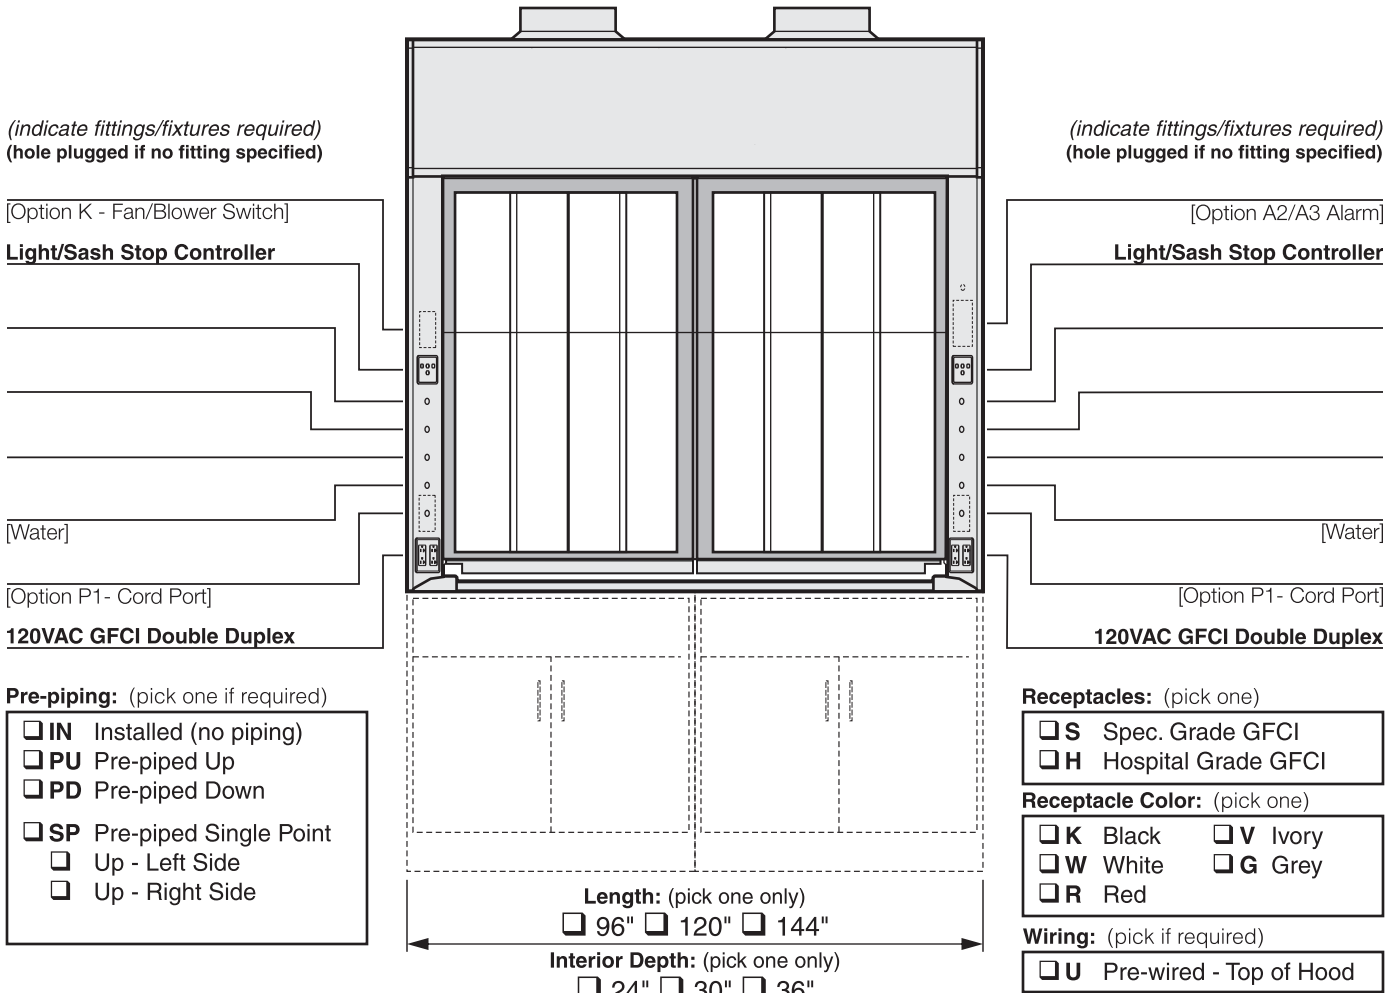 (indicate fittings/fixtures required)
(hole plugged if no fitting specified)
[Option K - Fan/Blower Switch]
Light/Sash Stop Controller
[Water]
[Option P1- Cord Port]
120VAC GFCI Double Duplex
(indicate fittings/fixtures required)
(hole plugged if no fitting specified)
[Option A2/A3 Alarm]
Light/Sash Stop Controller
[Water]
[Option P1- Cord Port]
120VAC GFCI Double Duplex
Pre-piping: (pick one if required)
IN Installed (no piping)
PU Pre-piped Up
PD Pre-piped Down
SP Pre-piped Single Point
Up - Left Side
Up - Right Side
Length: (pick one only)
96" 120" 144"
Interior Depth: (pick one only)
24" 30" 36"
Receptacles: (pick one)
S Spec. Grade GFCI
H Hospital Grade GFCI
Receptacle Color: (pick one)
K Black V Ivory
W White G Grey
R Red
Wiring: (pick if required)
U Pre-wired - Top of Hood